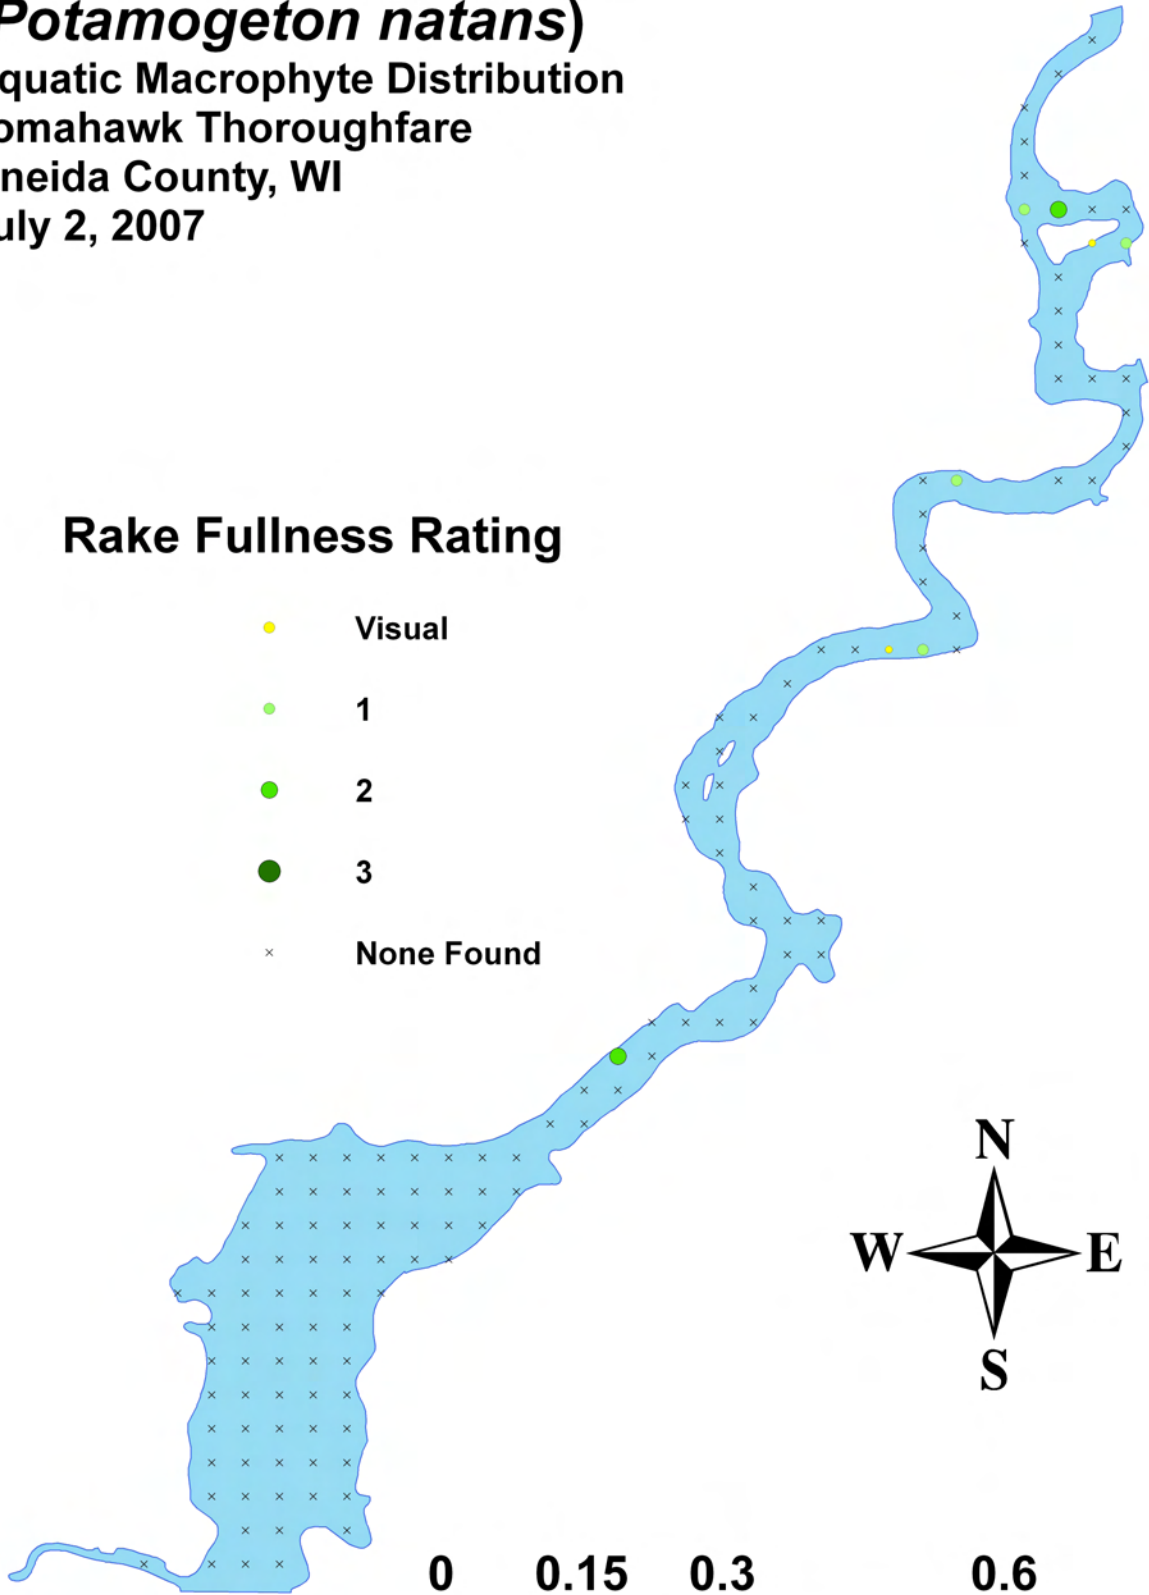 Potamogeton natans)
quatic Macrophyte Distribution
omahawk Thoroughfare
neida County, WI
uly 2, 2007
Rake Fullness Rating
Visual
1
2
3
None Found
N
W E
S
0 0.15 0.3 0.6